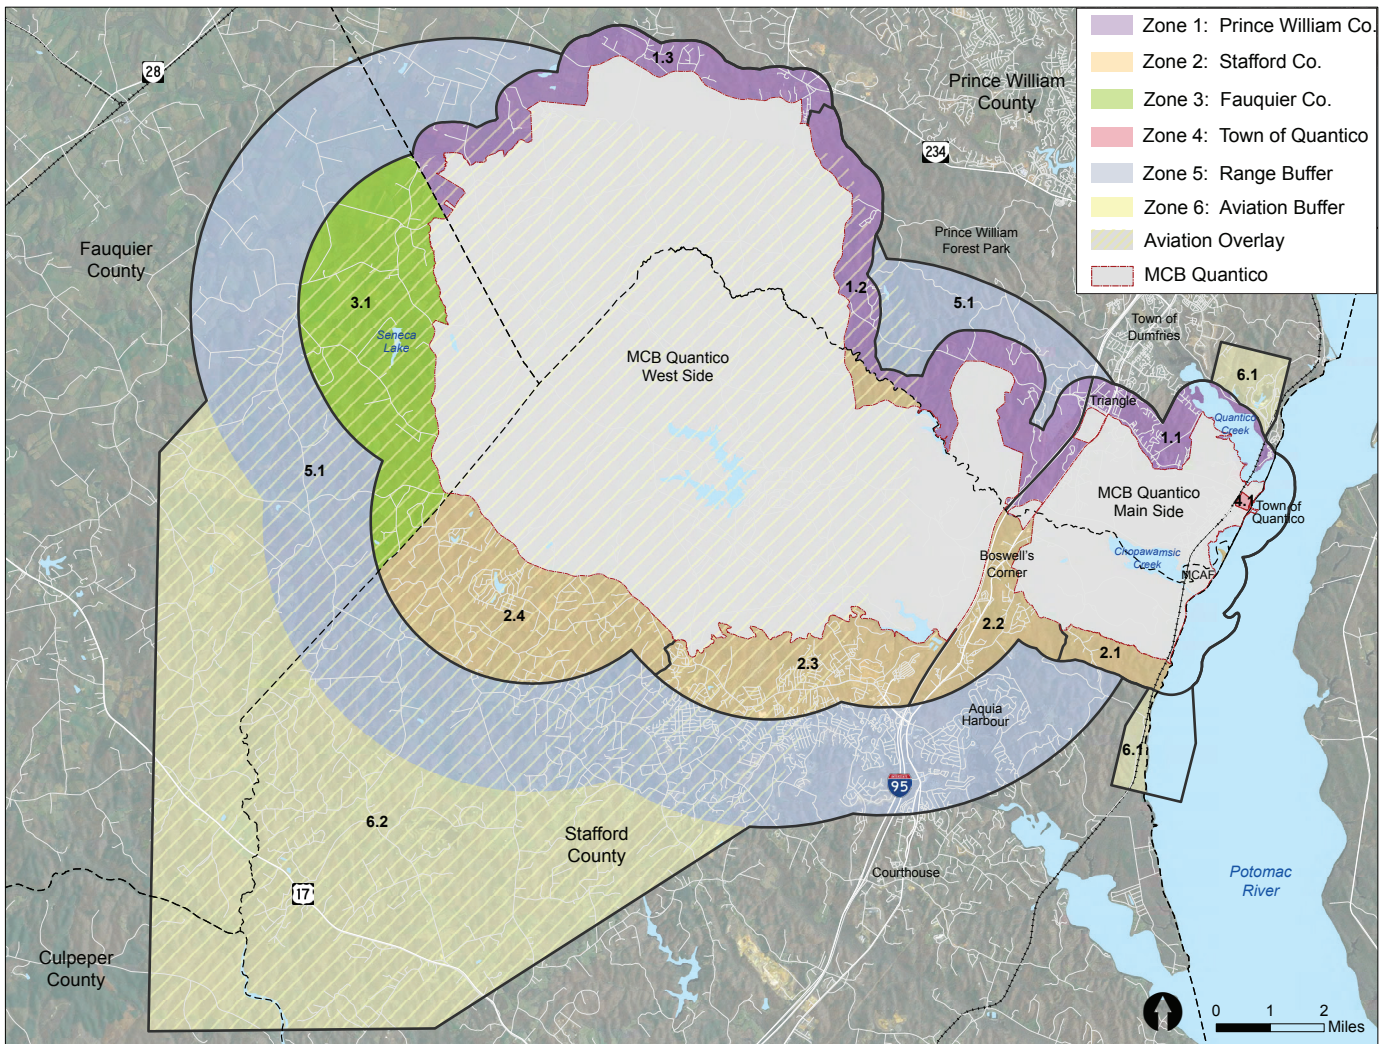 Zone 1: Prince William Co.
Zone 2: Stafford Co.
Zone 3: Fauquier Co.
Zone 4: Town of Quantico
Zone 5: Range Buffer
Zone 6: Aviation Buffer
Aviation Overlay
MCB Quantico
28
1.3
Prince William
County
234
Fauquier
County
Prince William
Forest Park
1.2
5.1
3.1
Seneca
Lake
Town of
Dumfries
MCB Quantico
West Side
6.1
Triangle
Quantico
Creek
1.1
5.1
MCB Quantico
Main Side
4.1
Town of
Quantico
Boswell's
Corner
Chopawamsic
Creek
MCAF
2.4
2.2
2.3
2.1
Aquia
Harbour
6.1
INTERSTATE
95
6.2
Stafford
County
Courthouse
Potomac
River
17
Culpeper
County
0 1 2
Miles